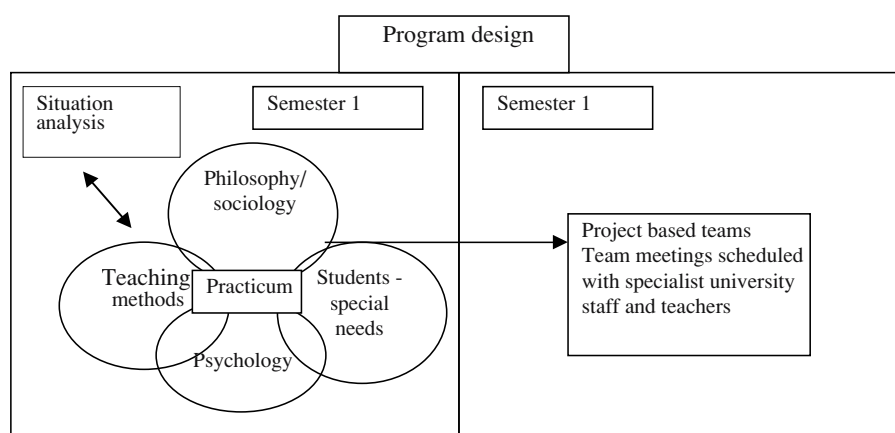 Program design
Situation
analysis
Semester 1
Semester 1
Philosophy/
sociology
Teaching
methods
Practicum
Students -
special
needs
Psychology
Project based teams
Team meetings scheduled
with specialist university
staff and teachers